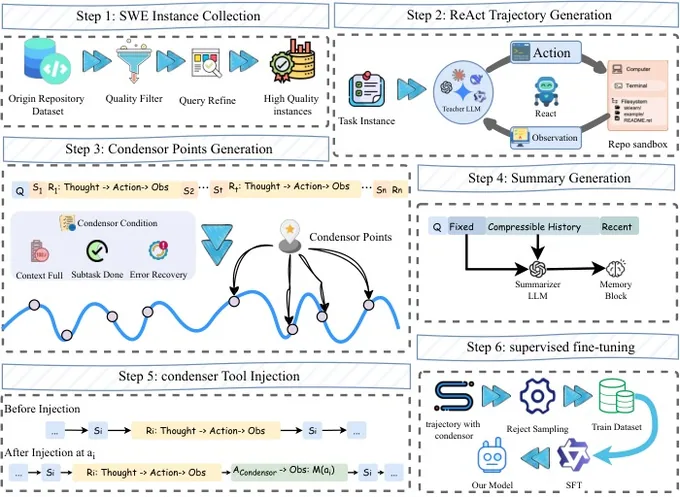 Step 1: SWE Instance Collection
Origin Repository
Dataset
Quality Filter
Query Refine
High Quality
instances
Step 2: ReAct Trajectory Generation
Task Instance
Teacher LLM
Action
React
Observation
Computer
Terminal
Filesystem
example/
README.rst
Repo sandbox
Step 3: Condensor Points Generation
Q S1 R1: Thought -> Action-> Obs S2 ... St Rt: Thought -> Action-> Obs ... Sn Rn
Condensor Condition
Context Full
Subtask Done
Error Recovery
Condensor Points
Step 4: Summary Generation
Q Fixed Compressible History Recent
Summarizer
LLM
Memory
Block
Step 5: condenser Tool Injection
Before Injection
... Si Ri: Thought -> Action-> Obs Si ...
After Injection at ai
... Si Ri: Thought -> Action-> Obs ACondensor -> Obs: M(ai) Si ...
Step 6: supervised fine-tuning
trajectory with
condensor
Reject Sampling
Train Dataset
Our Model
SFT